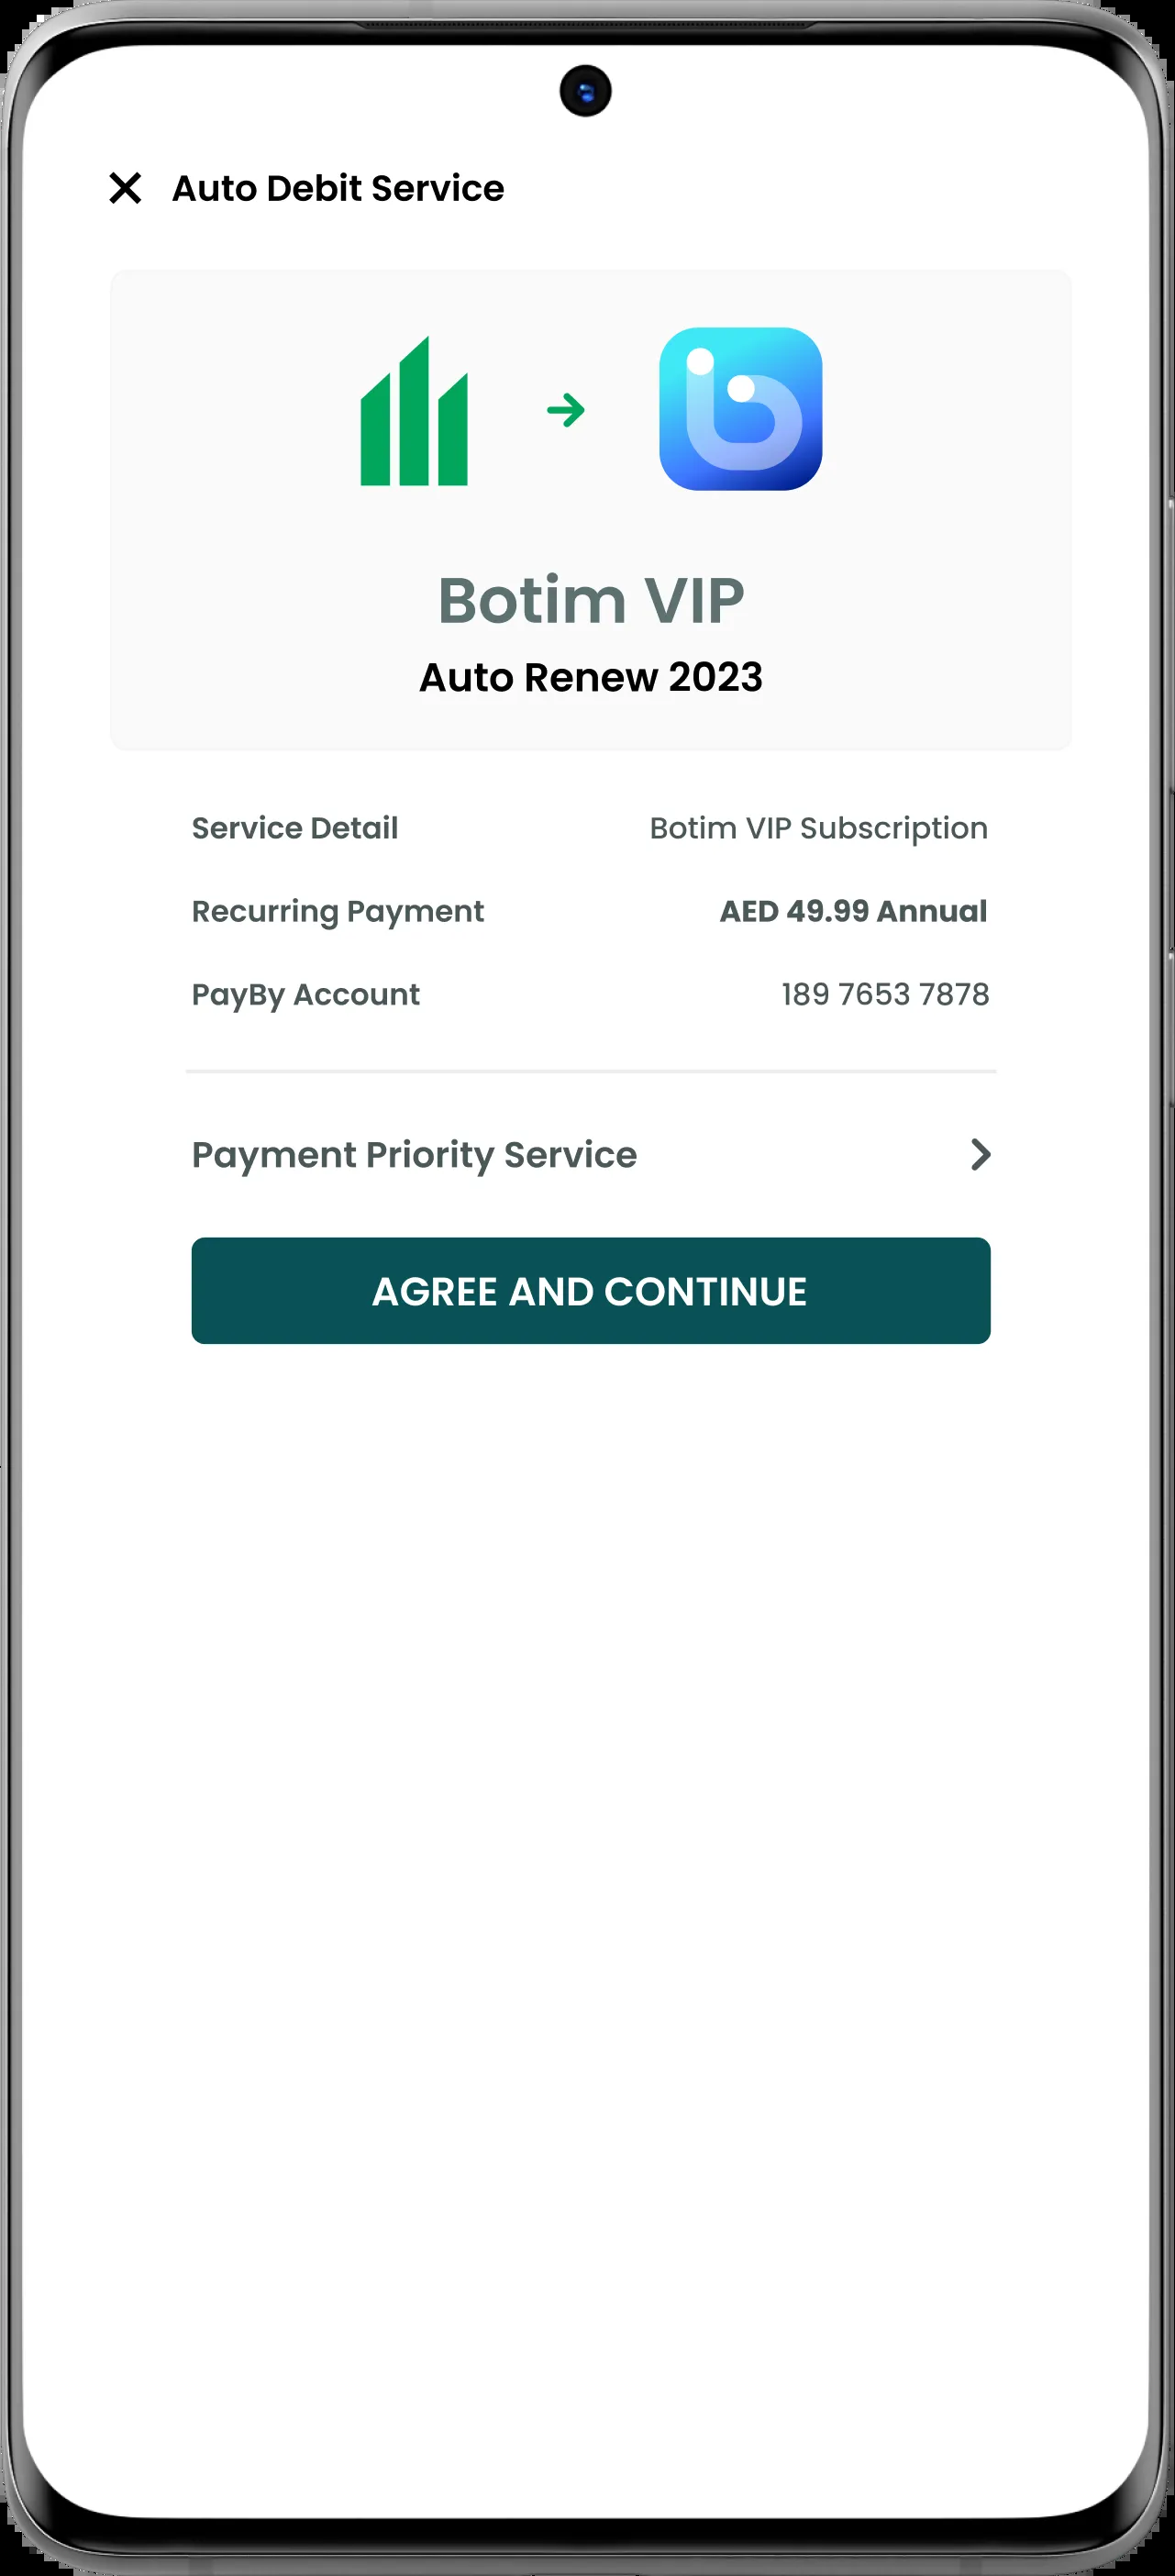 Auto Debit Service
Botim VIP
Auto Renew 2023
Service Detail Botim VIP Subscription
Recurring Payment AED 49.99 Annual
PayBy Account 189 7653 7878
Payment Priority Service
AGREE AND CONTINUE